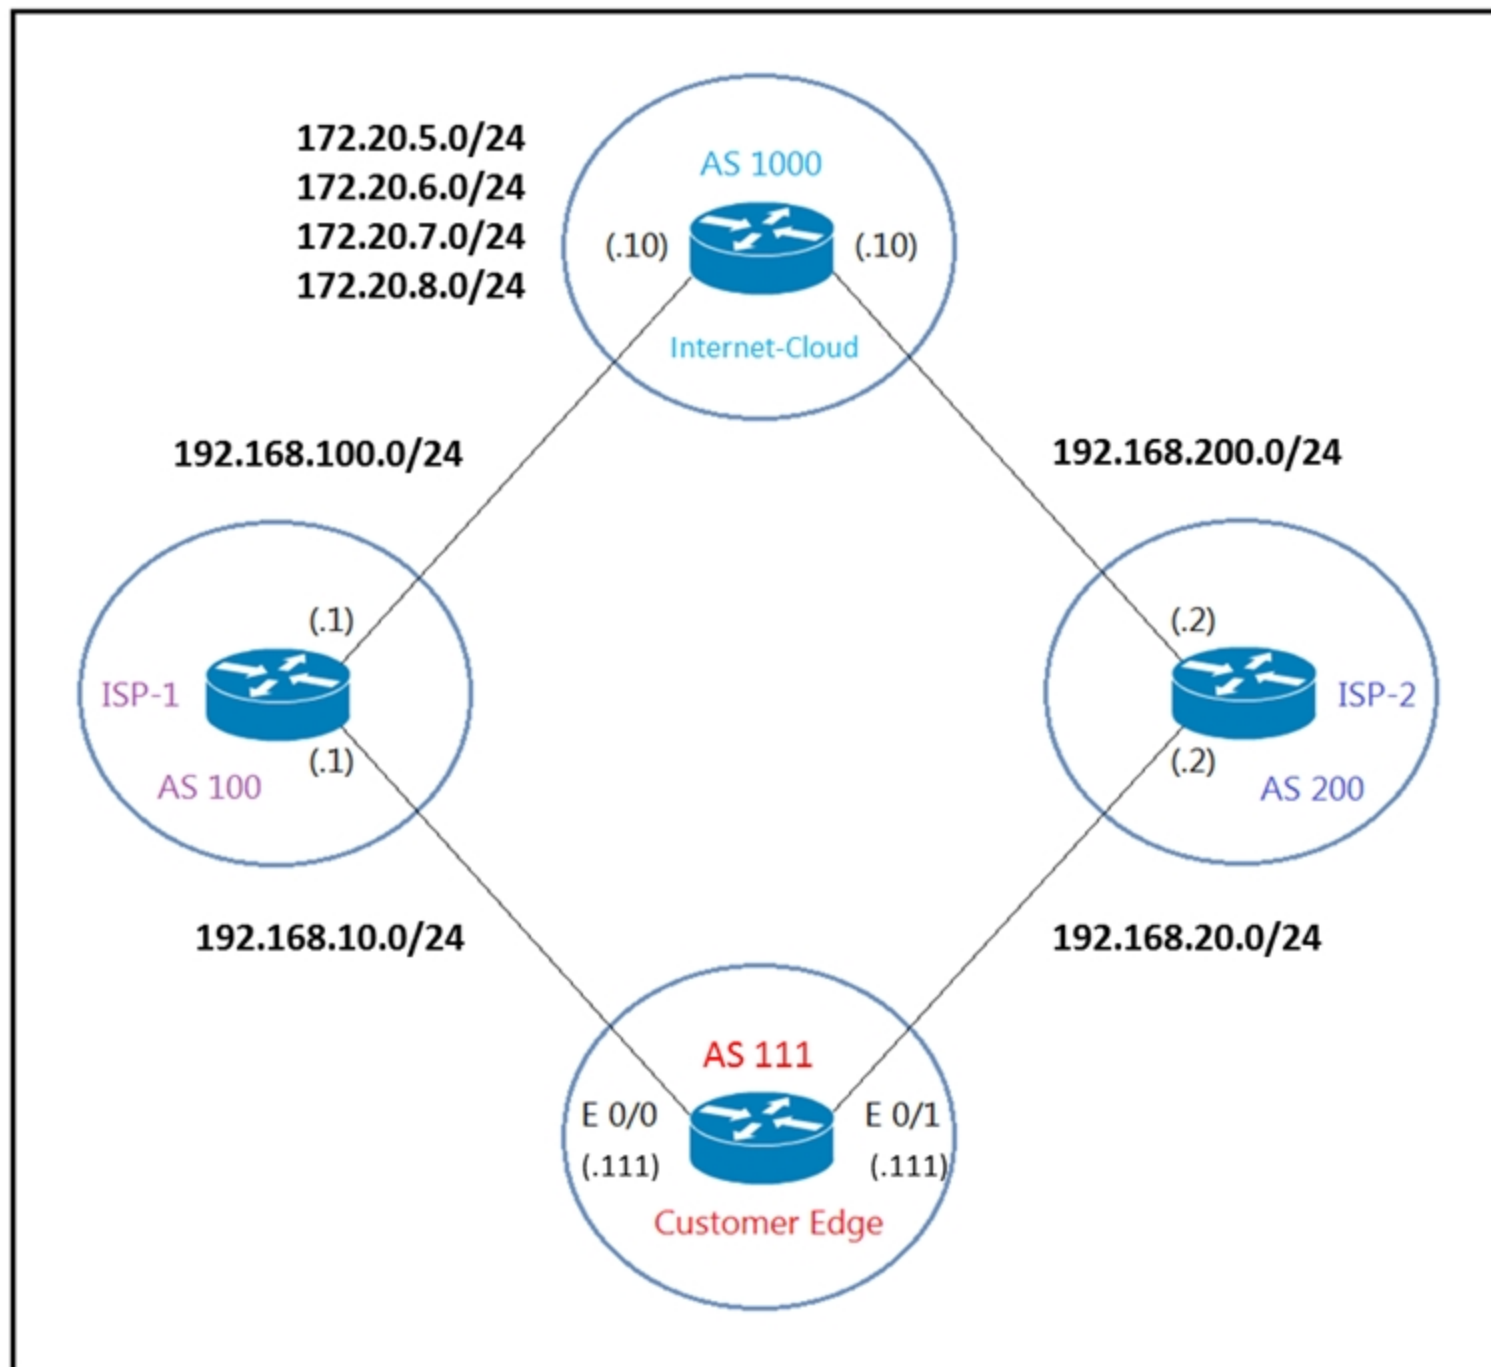 172.20.5.0/24
172.20.6.0/24
172.20.7.0/24
172.20.8.0/24
AS 1000
(.10)
(.10)
Internet-Cloud
192.168.100.0/24
192.168.200.0/24
(.1)
ISP-1
(.1)
AS 100
(.2)
ISP-2
(.2)
AS 200
192.168.10.0/24
192.168.20.0/24
AS 111
E 0/0
(.111)
E 0/1
(.111)
Customer Edge